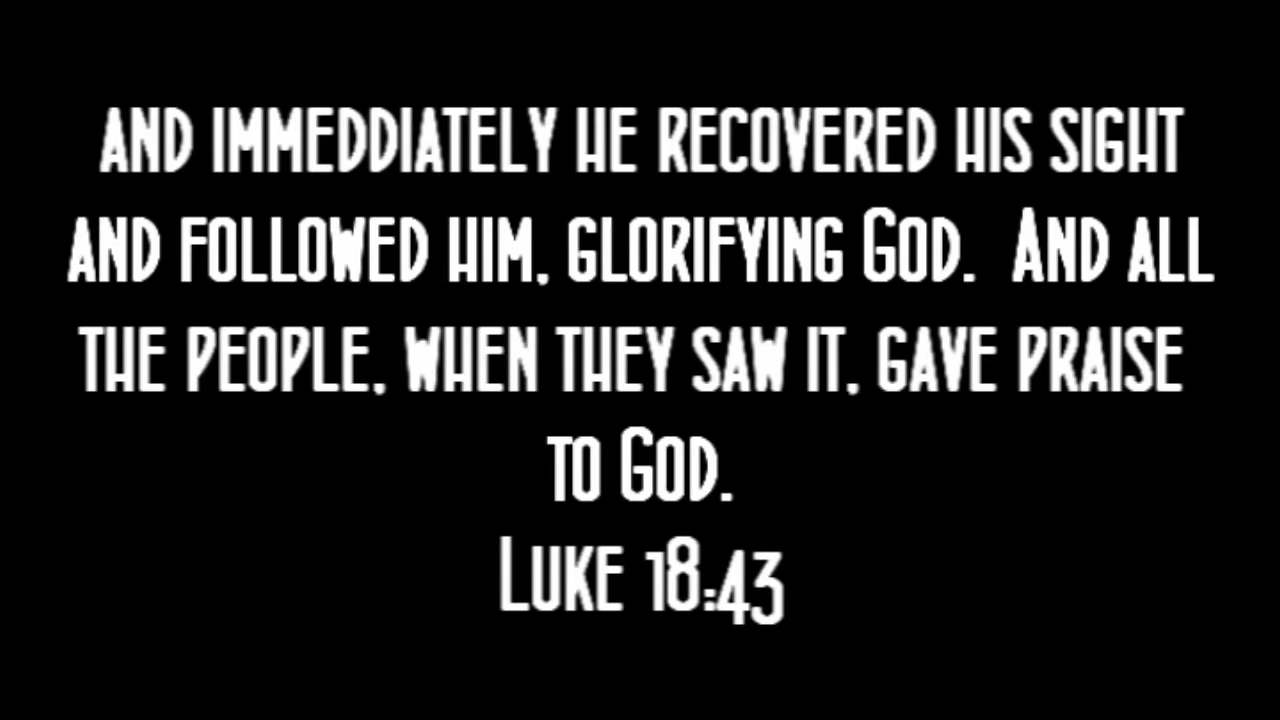 and immeddiately he recovered his sight
and followed him, glorifying God.  And all
the people, when they saw it, gave praise
to God.
Luke 18:43